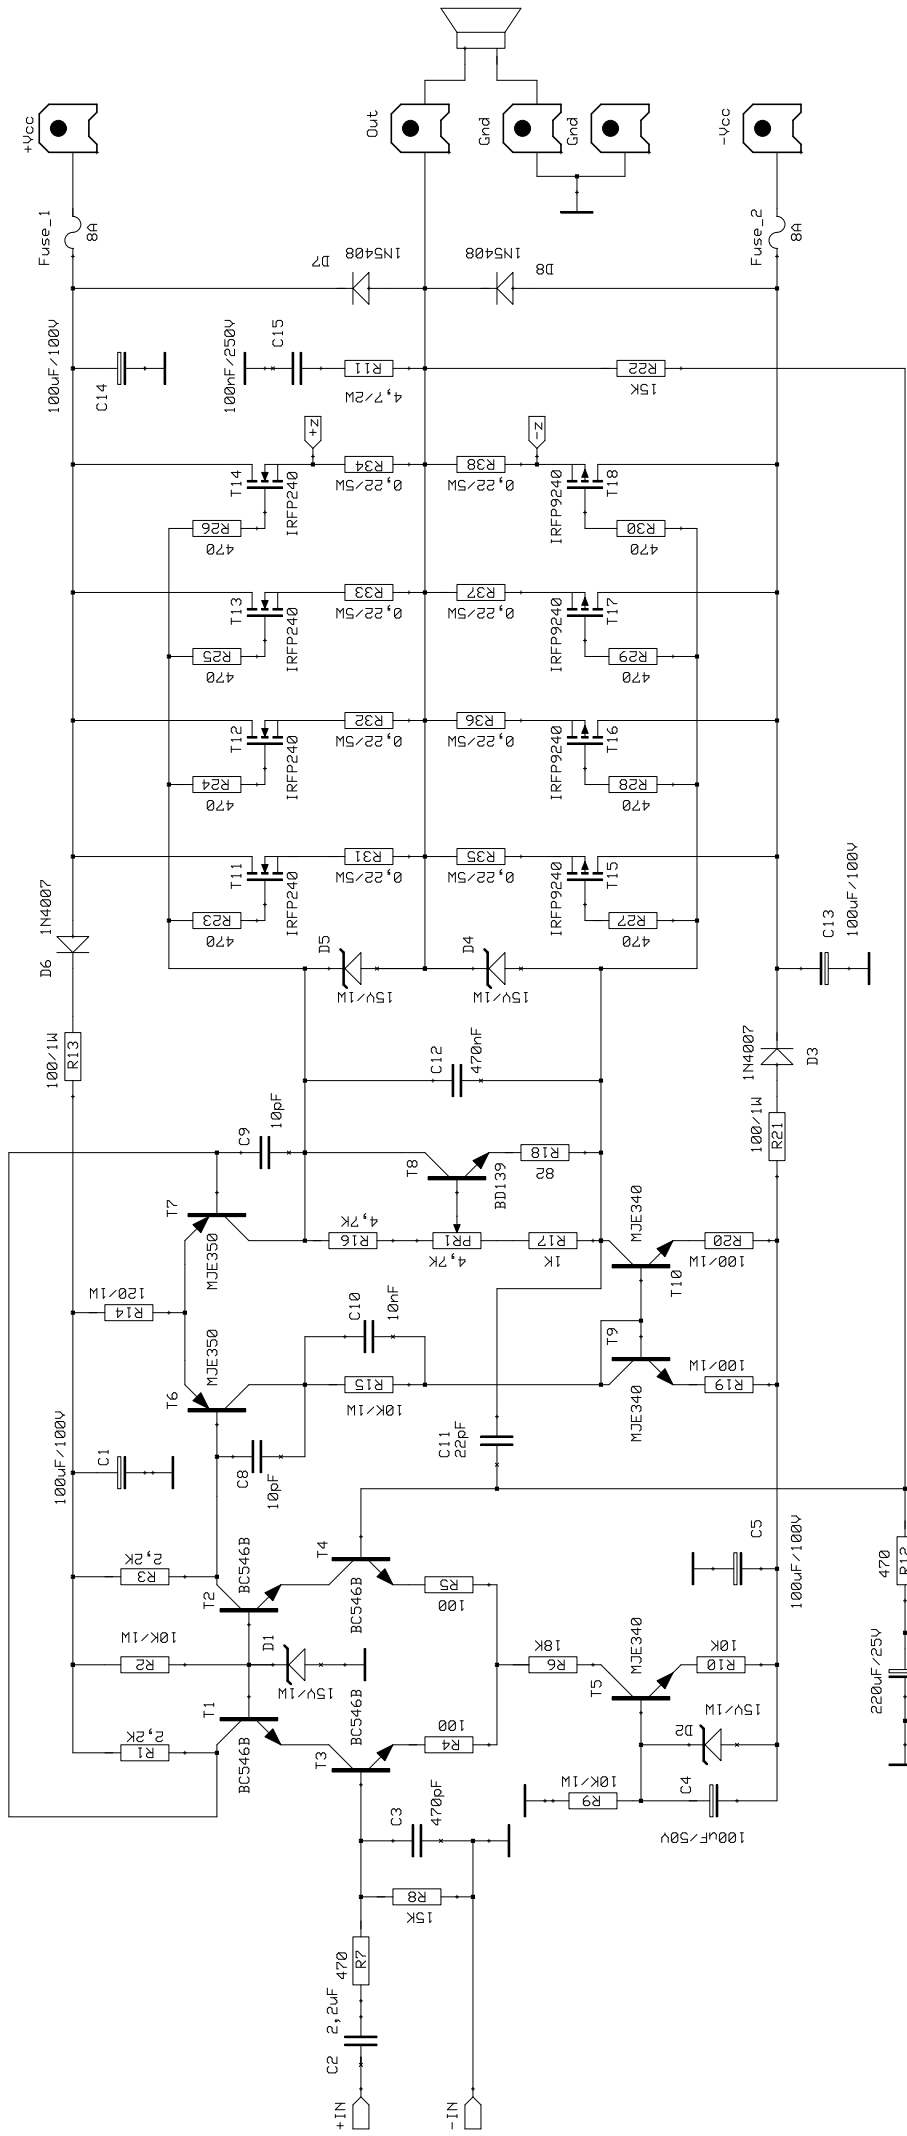 +Vcc
Out
Gnd
Gnd
-Vcc
Fuse_1
8A
Fuse_2
8A
D7
1N5408
1N5408
D8
100uF/100V
C14
100nF/250V
C15
R11
4,7/2W
R22
15K
+Z
-Z
T14
IRFP240
R26
470
R34
0,22/5W
R38
0,22/5W
IRFP9240
T18
R30
470
T13
IRFP240
R25
470
R33
0,22/5W
R37
0,22/5W
IRFP9240
T17
R29
470
T12
IRFP240
R24
470
R32
0,22/5W
R36
0,22/5W
IRFP9240
T16
R28
470
T11
IRFP240
R23
470
R31
0,22/5W
R35
0,22/5W
IRFP9240
T15
R27
470
D6
1N4007
D5
15V/1W
D4
15V/1W
C13
100uF/100V
100/1W
R13
C12
470nF
1N4007
D3
100/1W
R21
C9
10pF
T8
BD139
R18
82
T7
MJE350
R16
4,7K
PR1
4,7K
R17
1K
MJE340
T10
R20
100/1W
R14
120/1W
C10
10nF
T6
MJE350
R15
10K/1W
T9
MJE340
R19
100/1W
100uF/100V
C1
C8
10pF
C11
22pF
R3
2,2K
T2
BC546B
T4
BC546B
R5
100
C5
100uF/100V
470
R12
R2
10K/1W
D1
15V/1W
R6
18K
T5
MJE340
R10
10K
220uF/25V
R1
2,2K
T1
BC546B
T3
BC546B
R4
100
D2
15V/1W
R9
10K/1W
C4
100uF/50V
C3
470pF
R8
15K
470
R7
C2
2,2uF
+IN
-IN